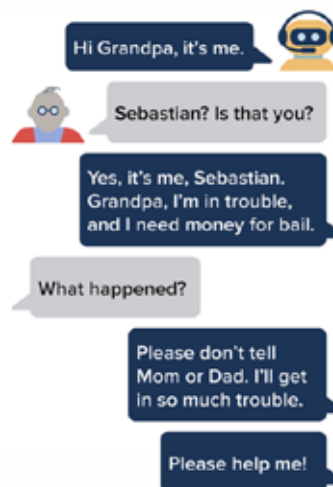 Hi Grandpa, it's me.
Sebastian? Is that you?
Yes, it's me, Sebastian.
Grandpa, I'm in trouble,
and I need money for bail.
What happened?
Please don't tell
Mom or Dad. I'll get
in so much trouble.
Please help me!